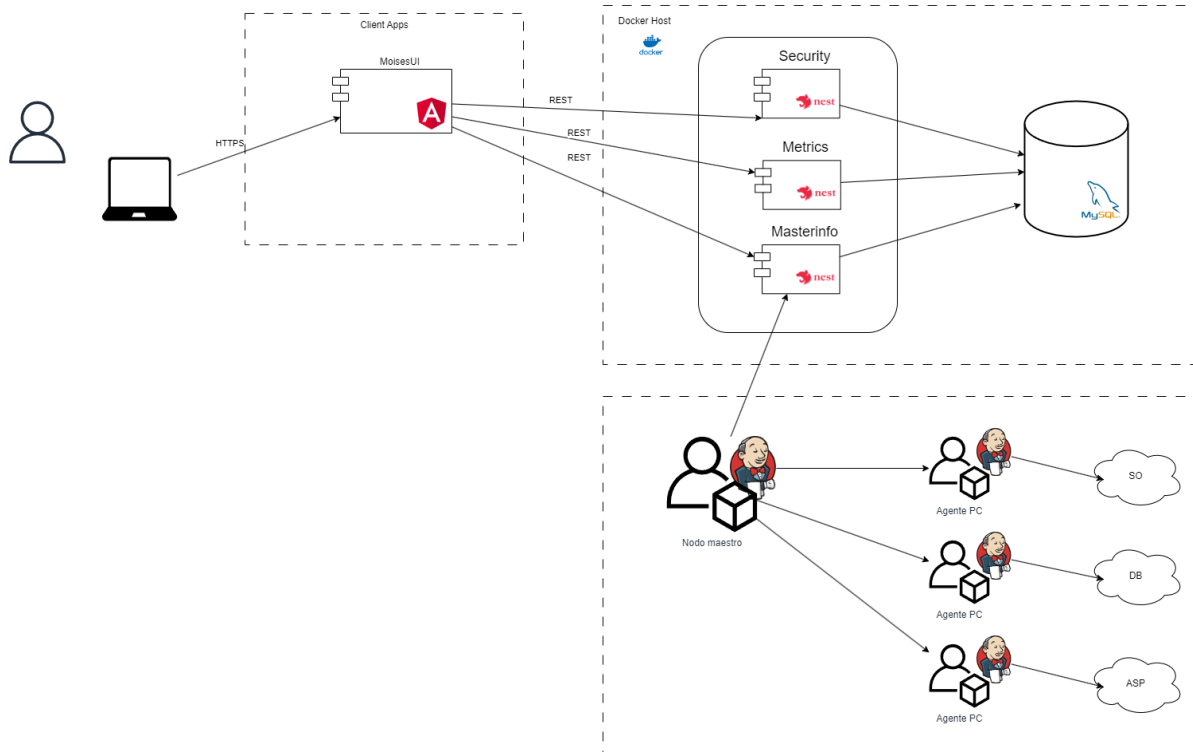 Client Apps
MoisesUI
HTTPS
REST
REST
REST
Docker Host
docker
Security
nest
Metrics
nest
Masterinfo
nest
MySQL
Nodo maestro
Agente PC
SO
Agente PC
DB
Agente PC
ASP